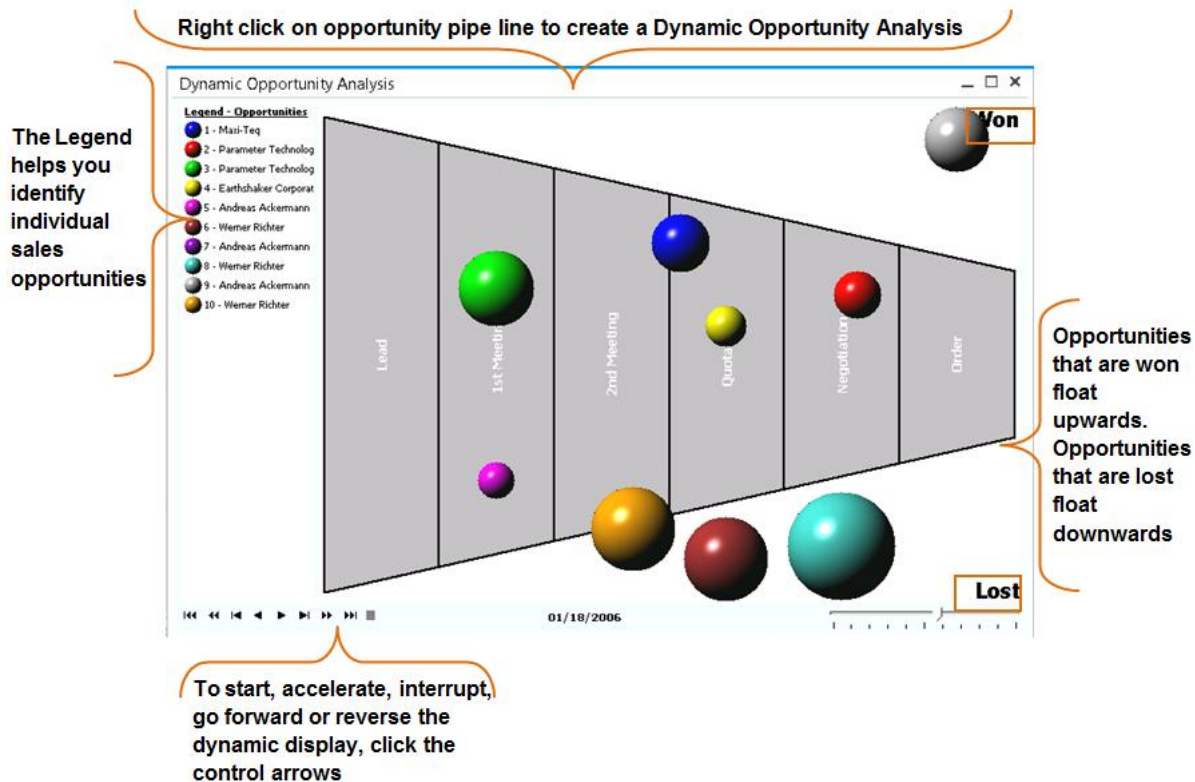 Right click on opportunity pipe line to create a Dynamic Opportunity Analysis
The Legend
helps you
identify
individual
sales
opportunities
Dynamic Opportunity Analysis
Legend - Opportunities
1 - Maxi-Teq
2 - Parameter Technolog
3 - Parameter Technolog
4 - Earthshaker Corporat
5 - Andreas Ackermann
6 - Werner Richter
7 - Andreas Ackermann
8 - Werner Richter
9 - Andreas Ackermann
10 - Werner Richter
Lead
1st Meeting
2nd Meeting
Quota
Negotiation
Order
Won
Lost
01/18/2006
Opportunities
that are won
float
upwards.
Opportunities
that are lost
float
downwards
To start, accelerate, interrupt,
go forward or reverse the
dynamic display, click the
control arrows